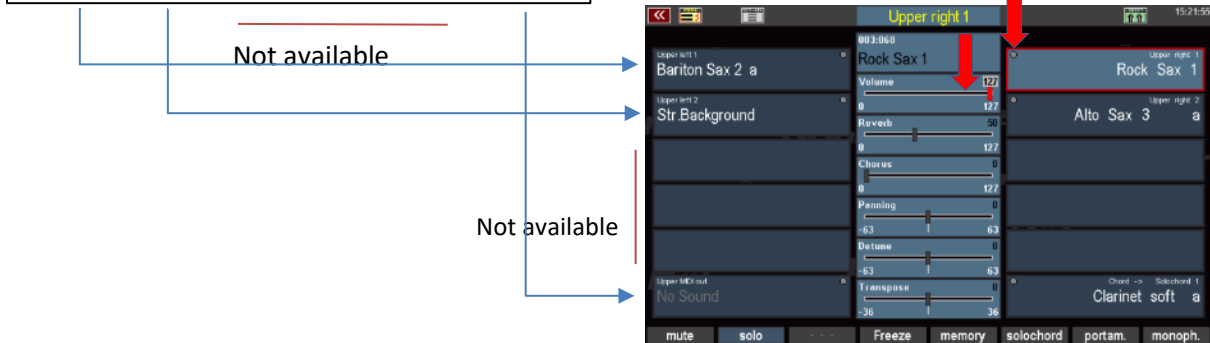 Upper right 1
15:21:55
Not available
Upper left 1
Bariton Sax 2 a
003:060
Rock Sax 1
Upper right 1
Rock Sax 1
Volume 127
0 127
Upper left 2
Str.Background
Upper right 2
Alto Sax 3 a
Reverb 50
0 127
Chorus 0
0 127
Panning 0
-63 63
Not available
Detune 0
-63 63
Upper MIDI out
No Sound
Transpose 0
-36 36
Chord -> Solochord 1
Clarinet soft a
mute solo - - - Freeze memory solochord portam. monoph.